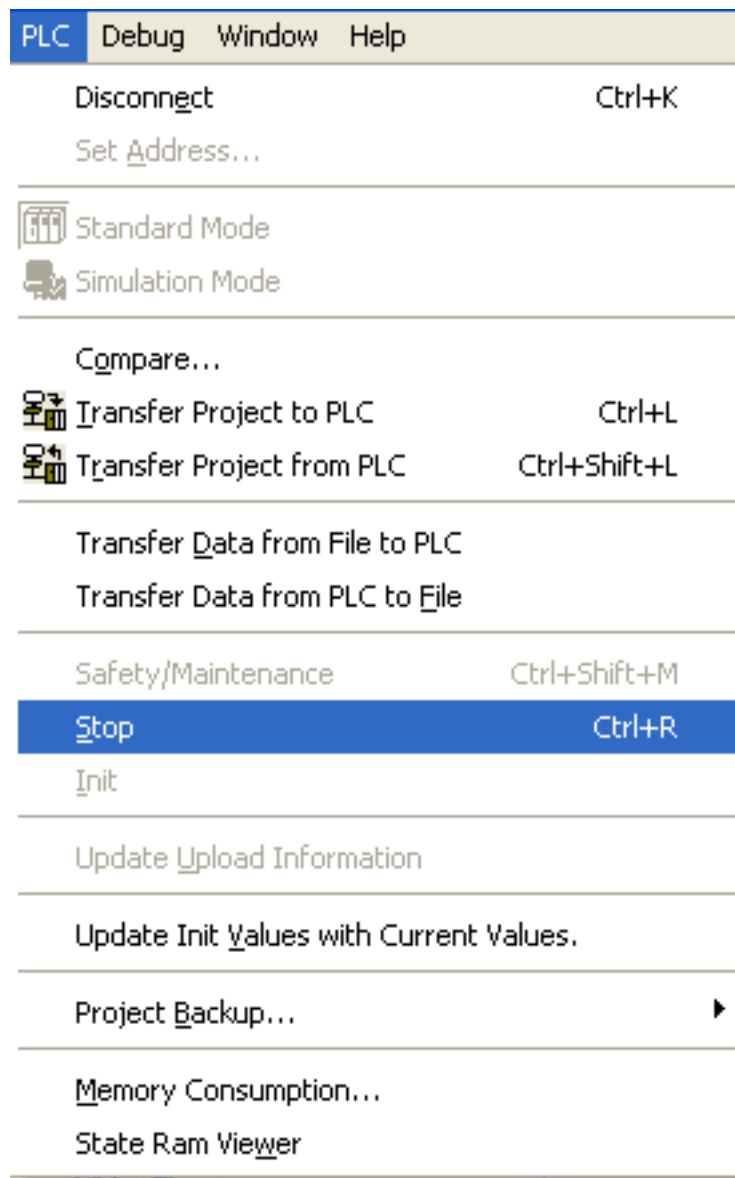 PLC Debug Window Help
Disconnect Ctrl+K
Set Address...
Standard Mode
Simulation Mode
Compare...
Transfer Project to PLC Ctrl+L
Transfer Project from PLC Ctrl+Shift+L
Transfer Data from File to PLC
Transfer Data from PLC to File
Safety/Maintenance Ctrl+Shift+M
Stop Ctrl+R
Init
Update Upload Information
Update Init Values with Current Values.
Project Backup...
Memory Consumption...
State Ram Viewer